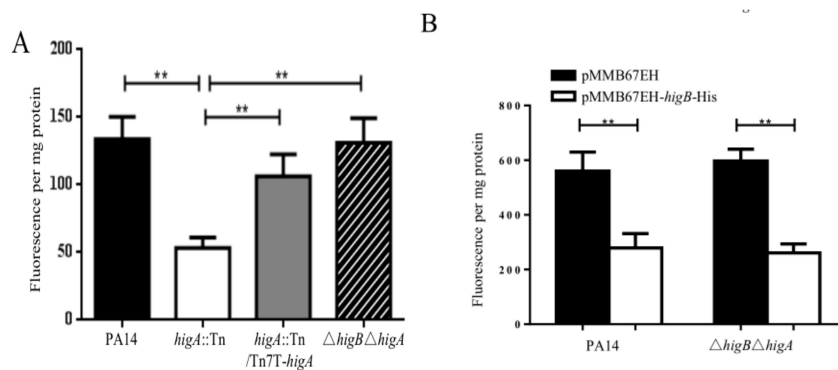 A
Fluorescence per mg protein
200
150
100
50
0
**
**
**
PA14
higA::Tn
higA::Tn
/Tn7T-higA
△higB△higA
B
pMMB67EH
pMMB67EH-higB-His
Fluorescence per mg protein
800
600
400
200
0
**
**
PA14
△higB△higA